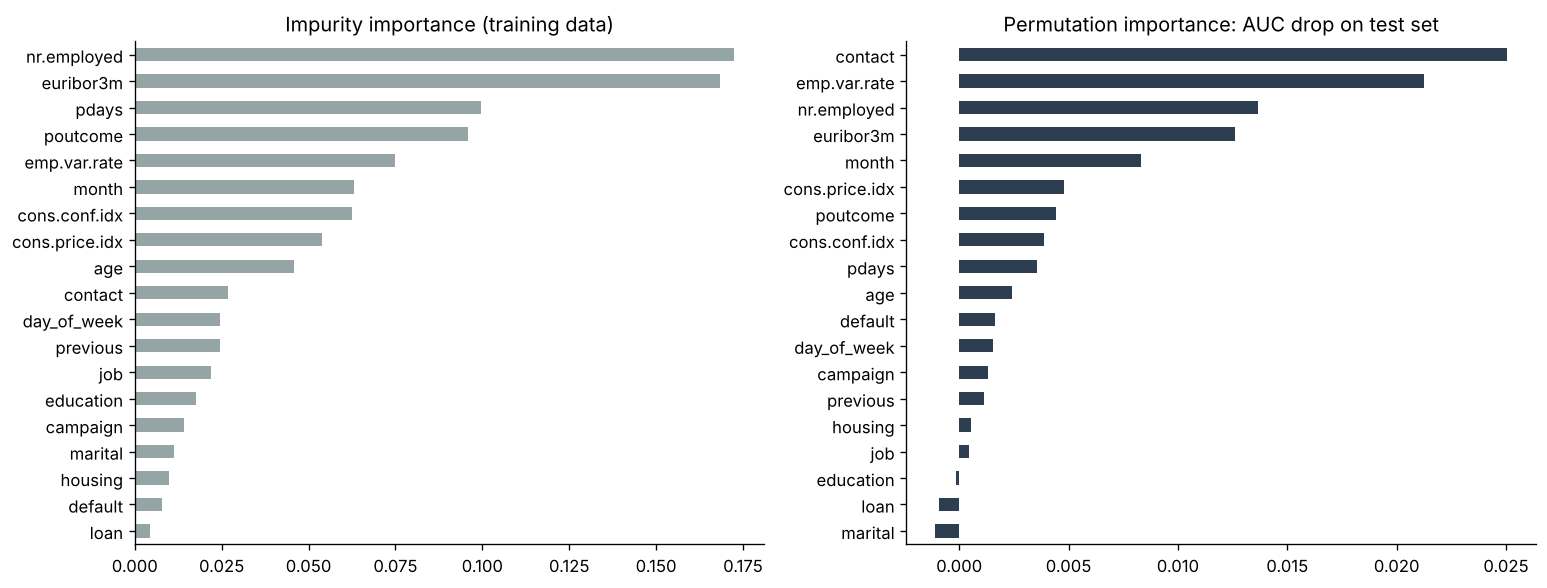 Impurity importance (training data)
nr.employed
euribor3m
pdays
poutcome
emp.var.rate
month
cons.conf.idx
cons.price.idx
age
contact
day_of_week
previous
job
education
campaign
marital
housing
default
loan
0.000 0.025 0.050 0.075 0.100 0.125 0.150 0.175
Permutation importance: AUC drop on test set
contact
emp.var.rate
nr.employed
euribor3m
month
cons.price.idx
poutcome
cons.conf.idx
pdays
age
default
day_of_week
campaign
previous
housing
job
education
loan
marital
0.000 0.005 0.010 0.015 0.020 0.025